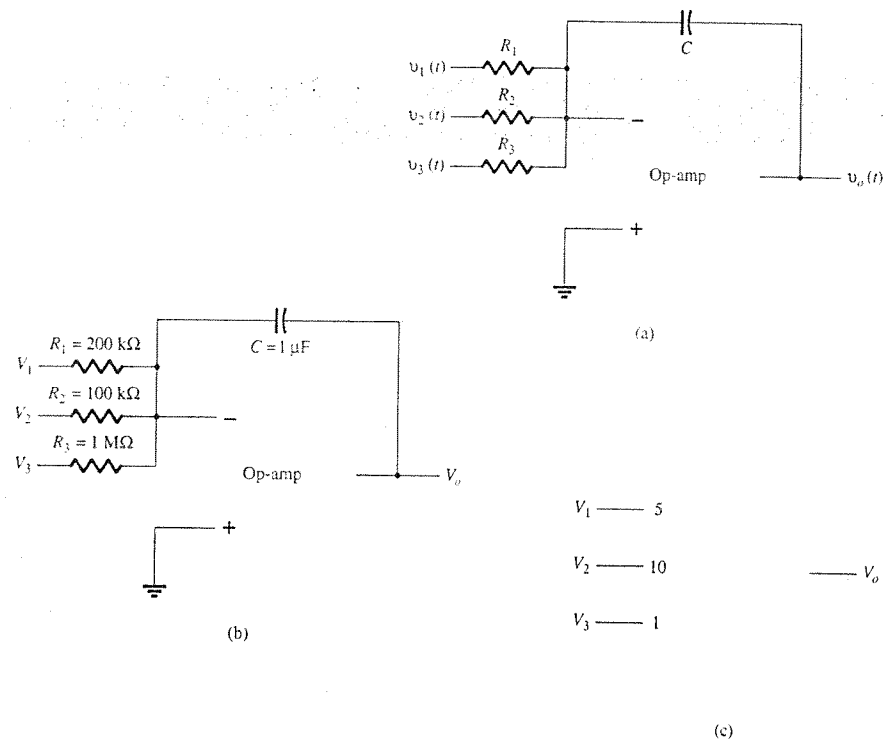 C
R₁
υ₁(t)
R₂
υ₂(t)
−
R₃
υ₃(t)
Op-amp
υₒ(t)
+
(a)
C = 1 μF
R₁ = 200 kΩ
V₁
R₂ = 100 kΩ
V₂
−
R₃ = 1 MΩ
V₃
Op-amp
Vₒ
+
(b)
V₁ 5
V₂ 10
Vₒ
V₃ 1
(c)